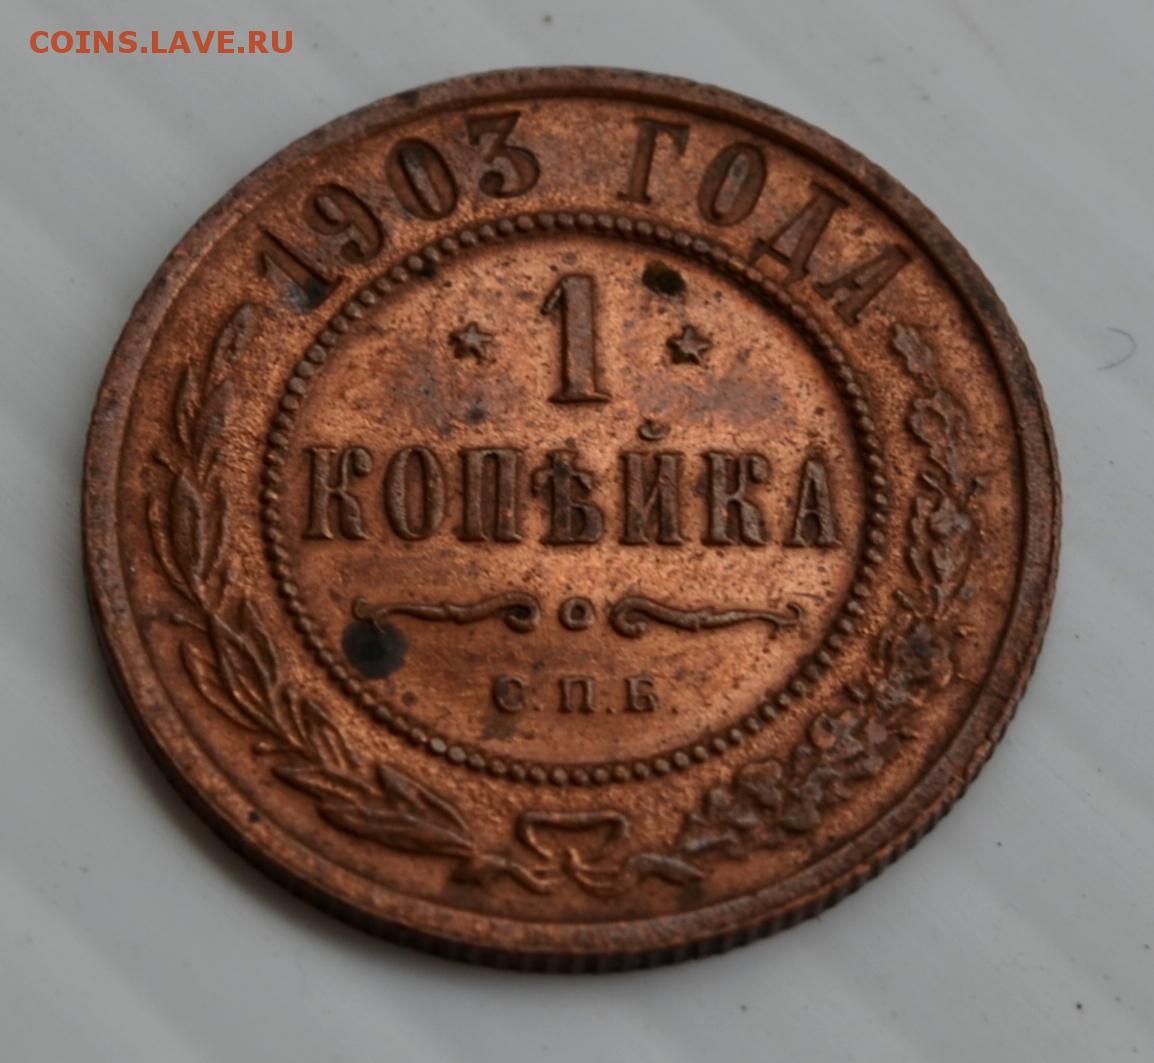 COINS.LAVE.RU
1903 ГОДА
1
КОПѢЙКА
С.П.Б.